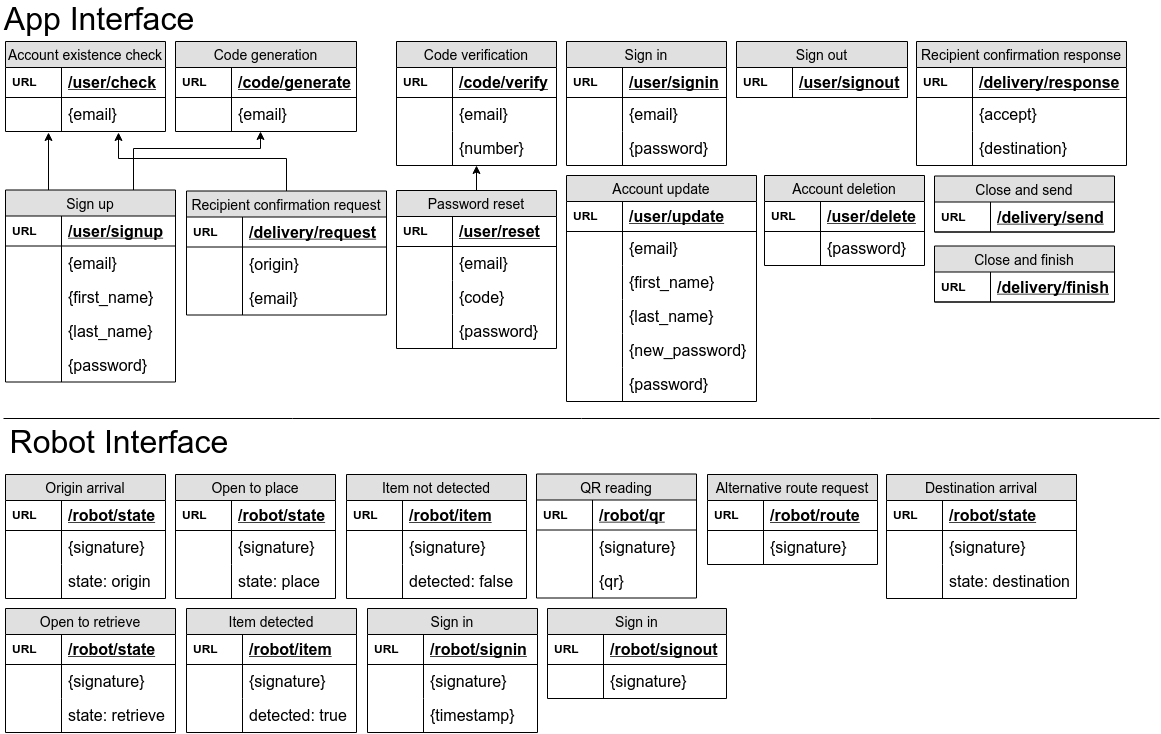 App Interface
Account existence check
URL /user/check
{email}
Code generation
URL /code/generate
{email}
Code verification
URL /code/verify
{email}
{number}
Sign in
URL /user/signin
{email}
{password}
Sign out
URL /user/signout
Recipient confirmation response
URL /delivery/response
{accept}
{destination}
Sign up
URL /user/signup
{email}
{first_name}
{last_name}
{password}
Recipient confirmation request
URL /delivery/request
{origin}
{email}
Password reset
URL /user/reset
{email}
{code}
{password}
Account update
URL /user/update
{email}
{first_name}
{last_name}
{new_password}
{password}
Account deletion
URL /user/delete
{password}
Close and send
URL /delivery/send
Close and finish
URL /delivery/finish
Robot Interface
Origin arrival
URL /robot/state
{signature}
state: origin
Open to place
URL /robot/state
{signature}
state: place
Item not detected
URL /robot/item
{signature}
detected: false
QR reading
URL /robot/qr
{signature}
{qr}
Alternative route request
URL /robot/route
{signature}
Destination arrival
URL /robot/state
{signature}
state: destination
Open to retrieve
URL /robot/state
{signature}
state: retrieve
Item detected
URL /robot/item
{signature}
detected: true
Sign in
URL /robot/signin
{signature}
{timestamp}
Sign in
URL /robot/signout
{signature}